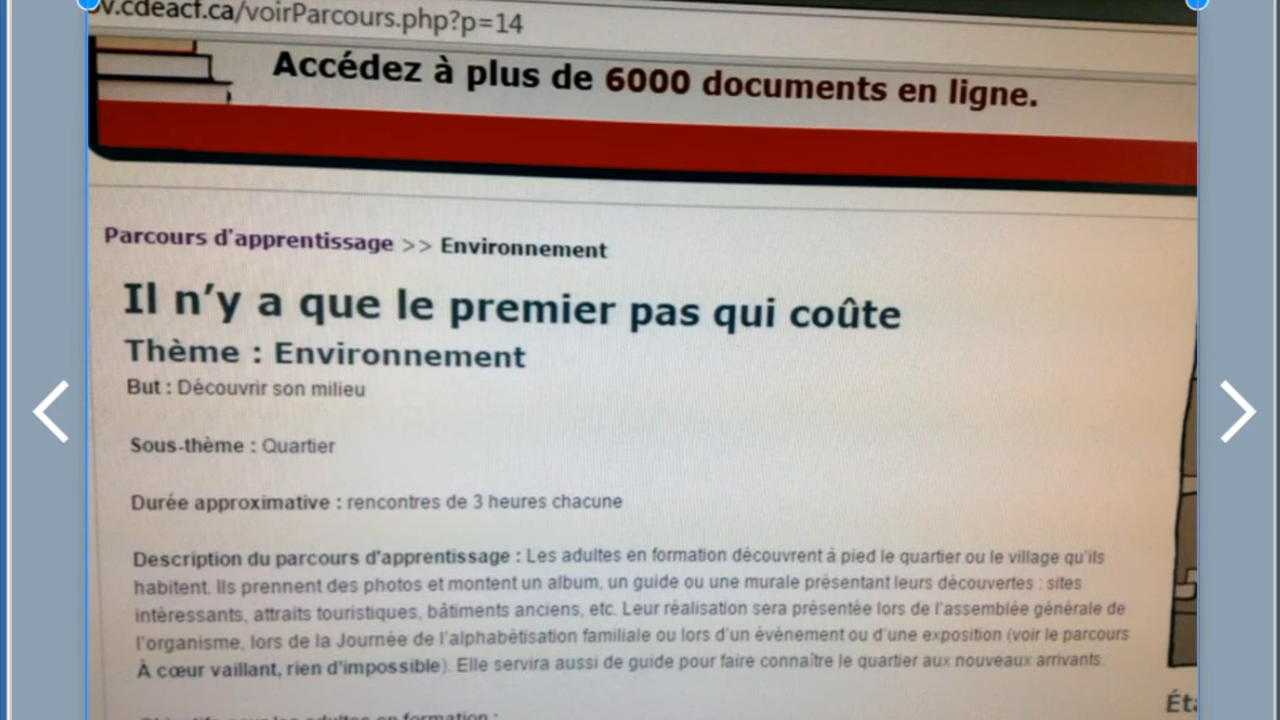 v.cdeacf.ca/voirParcours.php?p=14
Accédez à plus de 6000 documents en ligne.
Parcours d'apprentissage >> Environnement
Il n'y a que le premier pas qui coûte
Thème : Environnement
But : Découvrir son milieu
Sous-thème : Quartier
Durée approximative : rencontres de 3 heures chacune
Description du parcours d'apprentissage : Les adultes en formation découvrent à pied le quartier ou le village qu'ils
habitent. Ils prennent des photos et montent un album, un guide ou une murale présentant leurs découvertes : sites
intéressants, attraits touristiques, bâtiments anciens, etc. Leur réalisation sera présentée lors de l'assemblée générale de
l'organisme, lors de la Journée de l'alphabétisation familiale ou lors d'un événement ou d'une exposition (voir le parcours
À cœur vaillant, rien d'impossible). Elle servira aussi de guide pour faire connaître le quartier aux nouveaux arrivants.
les adultes en formation :